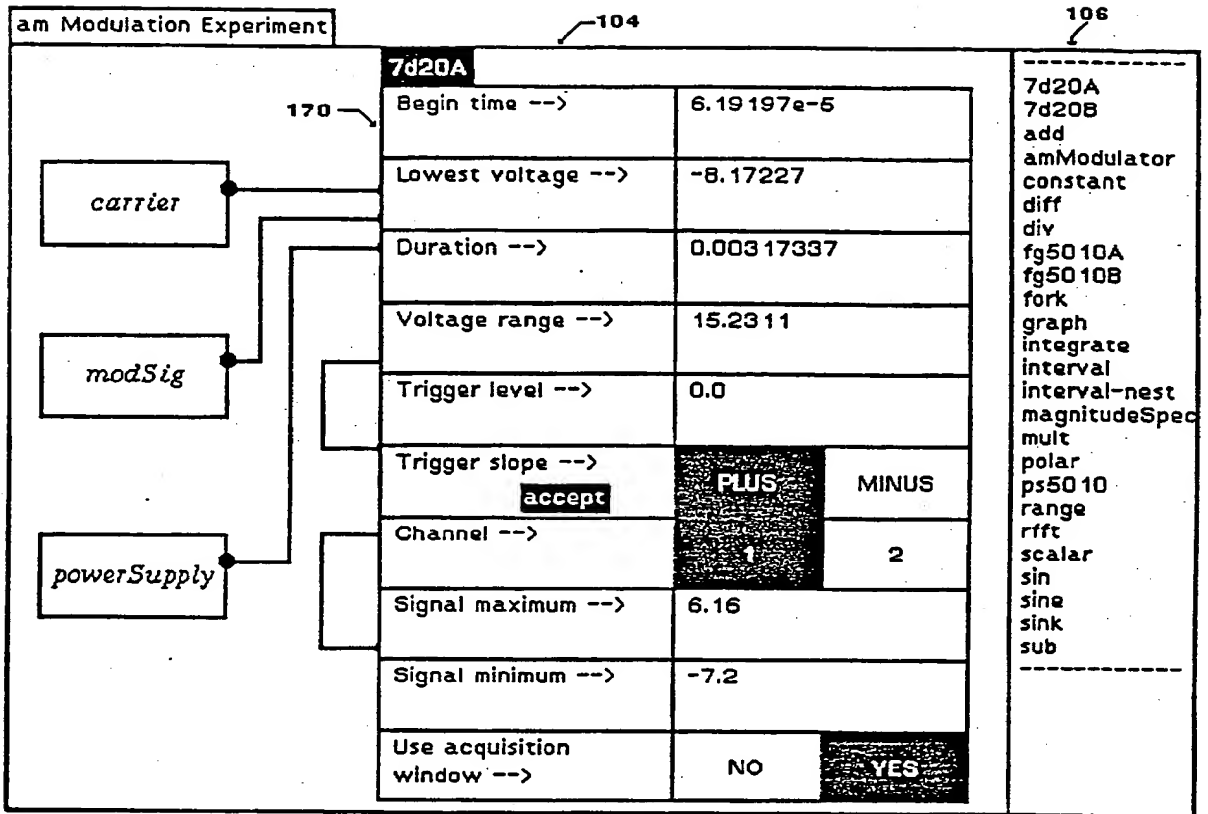 am Modulation Experiment
104
106
7d20A
170
Begin time --> 6.19197e-5
Lowest voltage --> -8.17227
Duration --> 0.00317337
Voltage range --> 15.2311
Trigger level --> 0.0
Trigger slope --> PLUS MINUS
accept
Channel --> 1 2
Signal maximum --> 6.16
Signal minimum --> -7.2
Use acquisition
window --> NO YES
carrier
modSig
powerSupply
------------
7d20A
7d20B
add
amModulator
constant
diff
div
fg5010A
fg5010B
fork
graph
integrate
interval
interval-nest
magnitudeSpec
mult
polar
ps5010
range
rfft
scalar
sin
sine
sink
sub
------------